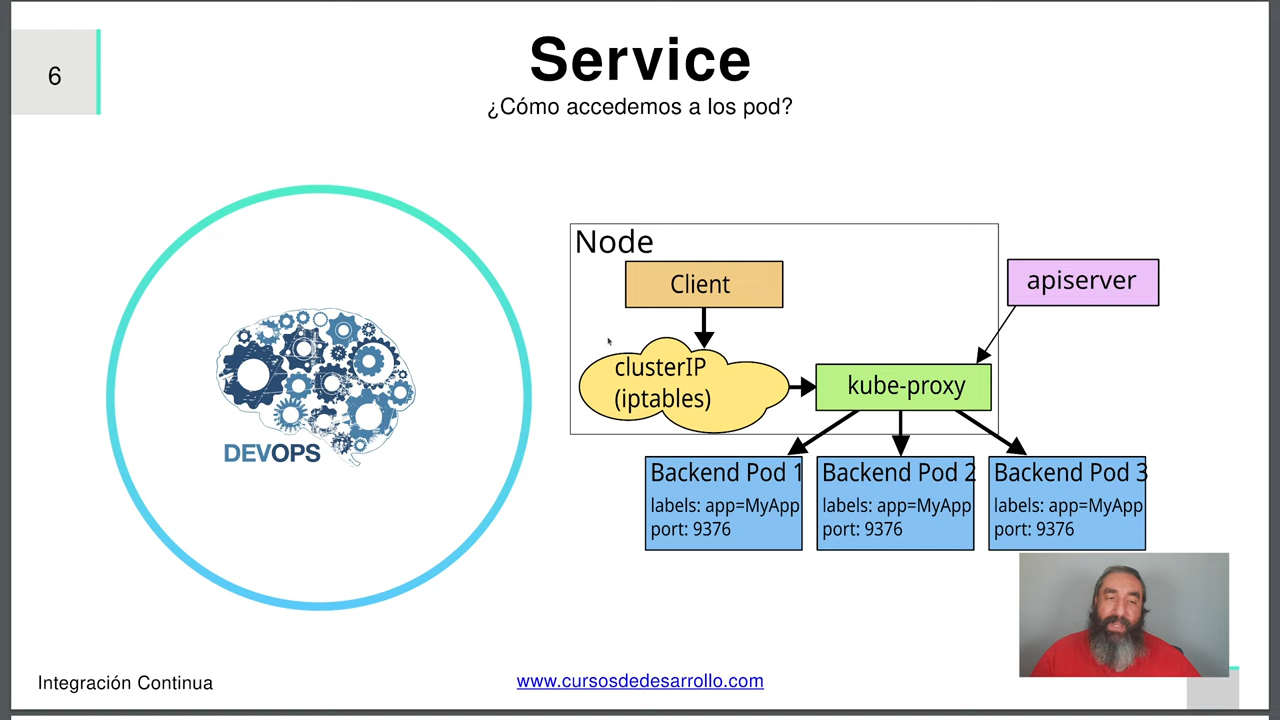 6
Service
¿Cómo accedemos a los pod?
Node
Client
apiserver
clusterIP
(iptables)
kube-proxy
DEVOPS
Backend Pod 1
labels: app=MyApp
port: 9376
Backend Pod 2
labels: app=MyApp
port: 9376
Backend Pod 3
labels: app=MyApp
port: 9376
Integración Continua
www.cursosdedesarrollo.com